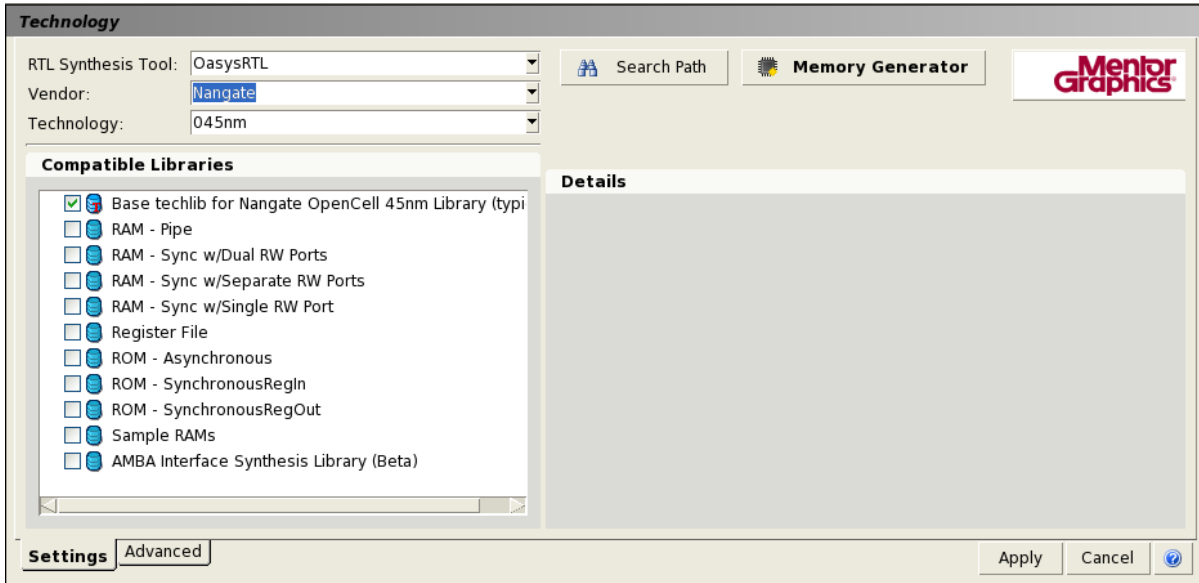 Technology
RTL Synthesis Tool: OasysRTL
Search Path
Memory Generator
Mentor
Graphics
Vendor: Nangate
Technology: 045nm
Compatible Libraries
Details
Base techlib for Nangate OpenCell 45nm Library (typi
RAM - Pipe
RAM - Sync w/Dual RW Ports
RAM - Sync w/Separate RW Ports
RAM - Sync w/Single RW Port
Register File
ROM - Asynchronous
ROM - SynchronousRegIn
ROM - SynchronousRegOut
Sample RAMs
AMBA Interface Synthesis Library (Beta)
Settings Advanced
Apply Cancel ?